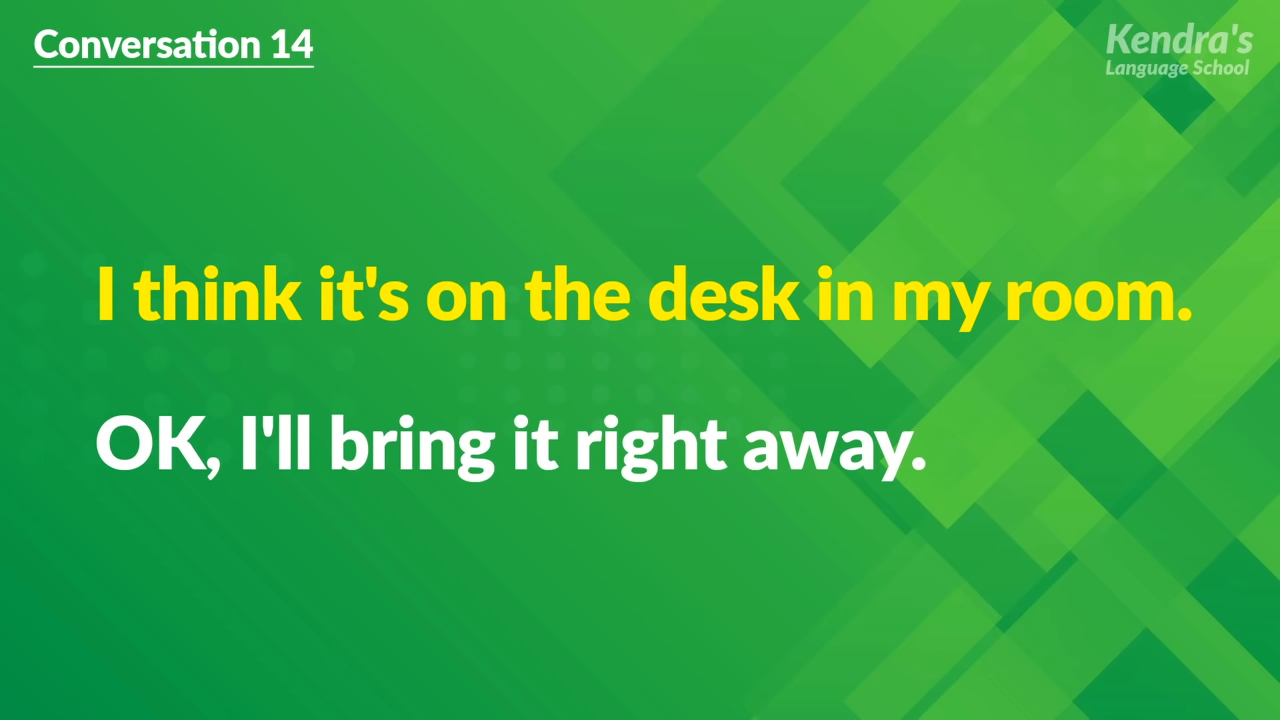 Conversation 14
Kendra's
Language School
I think it's on the desk in my room.
OK, I'll bring it right away.